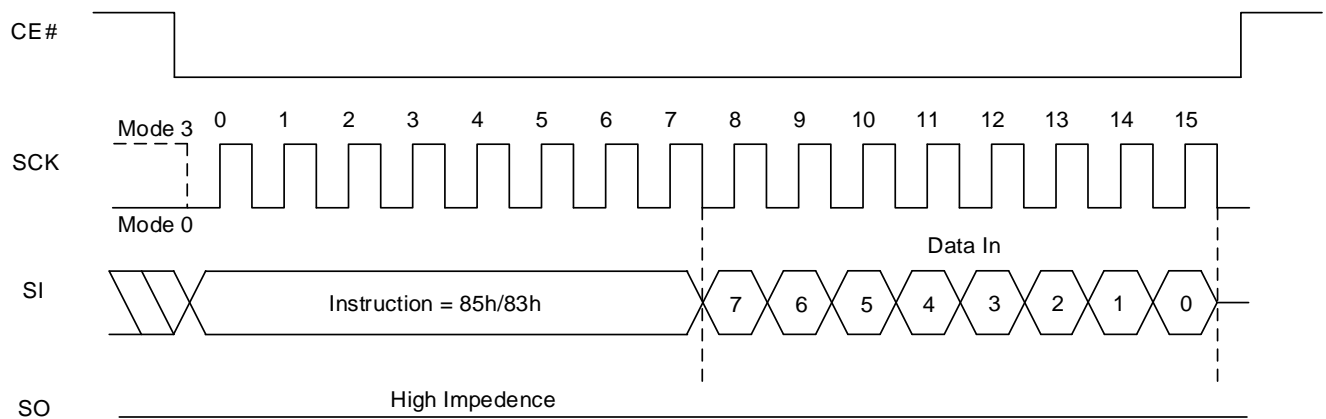 CE#
Mode 3
0 1 2 3 4 5 6 7 8 9 10 11 12 13 14 15
SCK
Mode 0
Data In
SI
Instruction = 85h/83h
7 6 5 4 3 2 1 0
High Impedence
SO